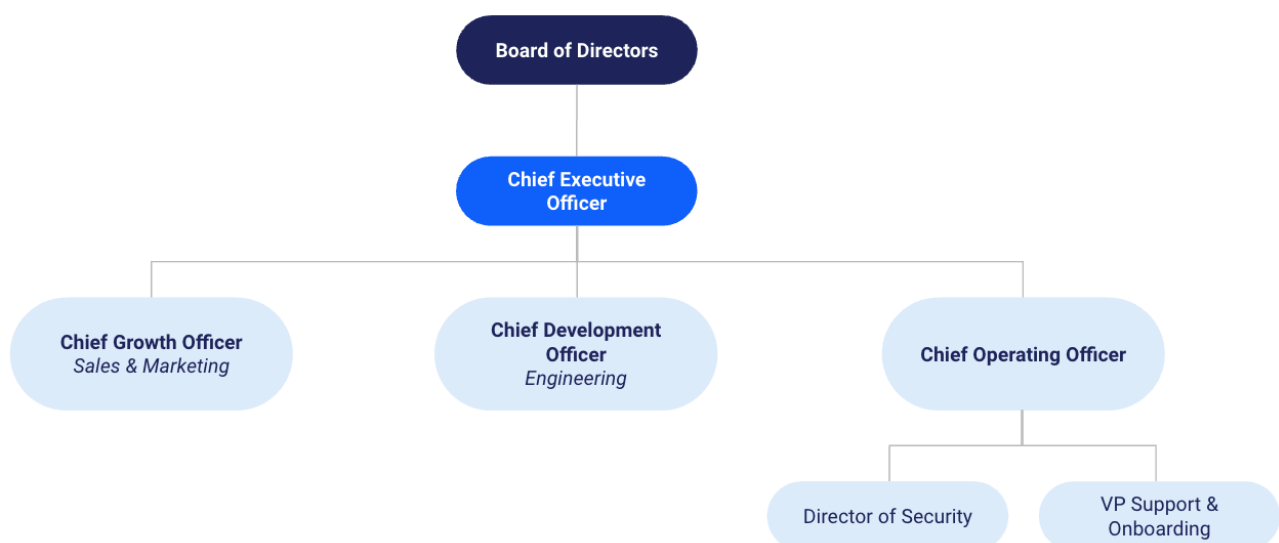 Board of Directors
Chief Executive
Officer
Chief Growth Officer
Sales & Marketing
Chief Development
Officer
Engineering
Chief Operating Officer
Director of Security
VP Support &
Onboarding